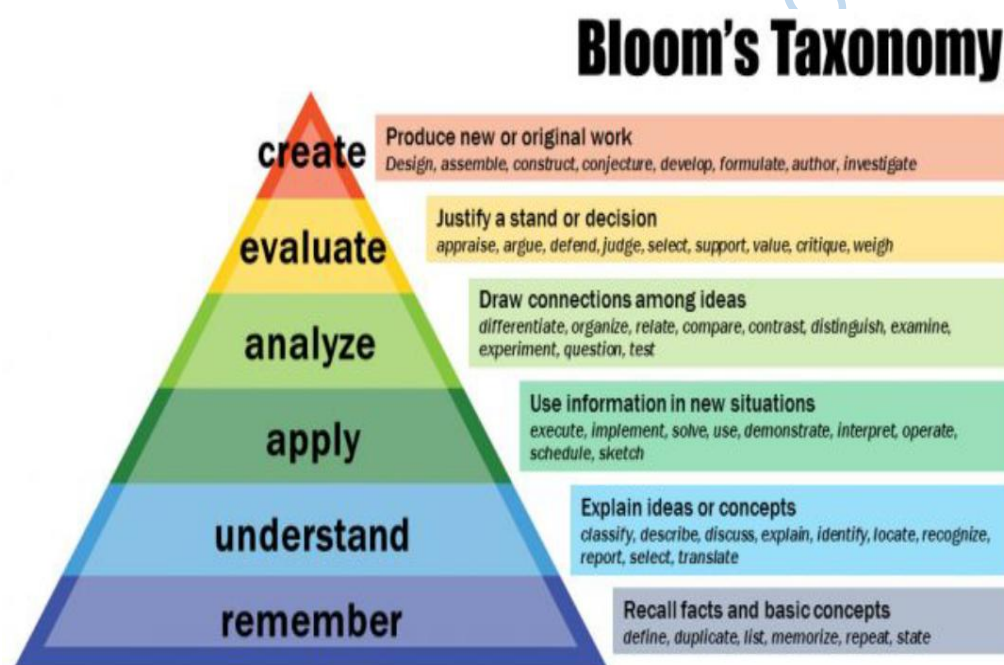 Bloom's Taxonomy
create
Produce new or original work
Design, assemble, construct, conjecture, develop, formulate, author, investigate
evaluate
Justify a stand or decision
appraise, argue, defend, judge, select, support, value, critique, weigh
analyze
Draw connections among ideas
differentiate, organize, relate, compare, contrast, distinguish, examine,
experiment, question, test
apply
Use information in new situations
execute, implement, solve, use, demonstrate, interpret, operate,
schedule, sketch
understand
Explain ideas or concepts
classify, describe, discuss, explain, identify, locate, recognize,
report, select, translate
remember
Recall facts and basic concepts
define, duplicate, list, memorize, repeat, state